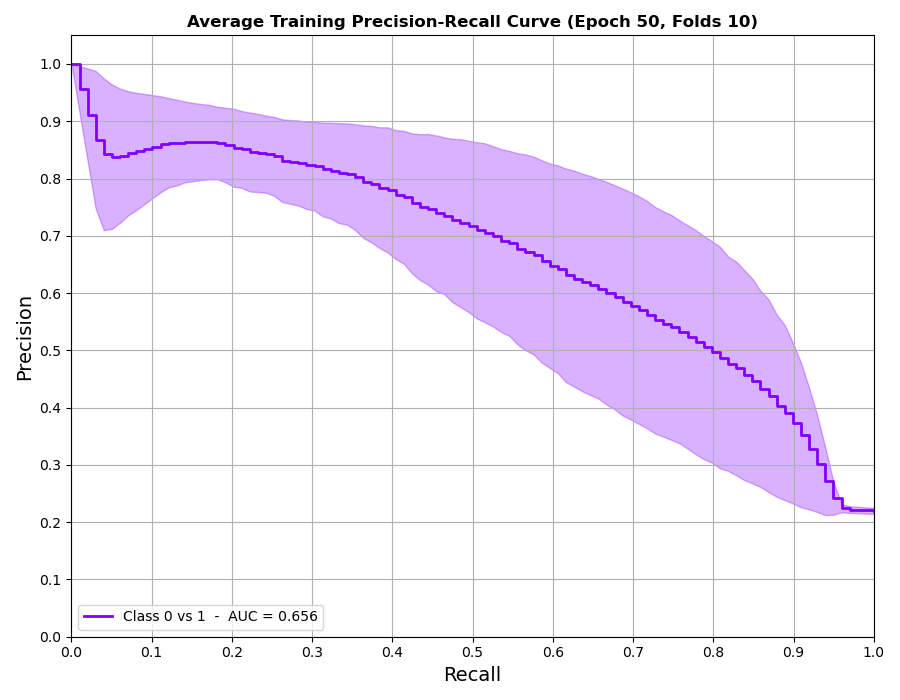 Average Training Precision-Recall Curve (Epoch 50, Folds 10)
Precision
1.0
0.9
0.8
0.7
0.6
0.5
0.4
0.3
0.2
0.1
0.0
Class 0 vs 1 - AUC = 0.656
0.0 0.1 0.2 0.3 0.4 0.5 0.6 0.7 0.8 0.9 1.0
Recall